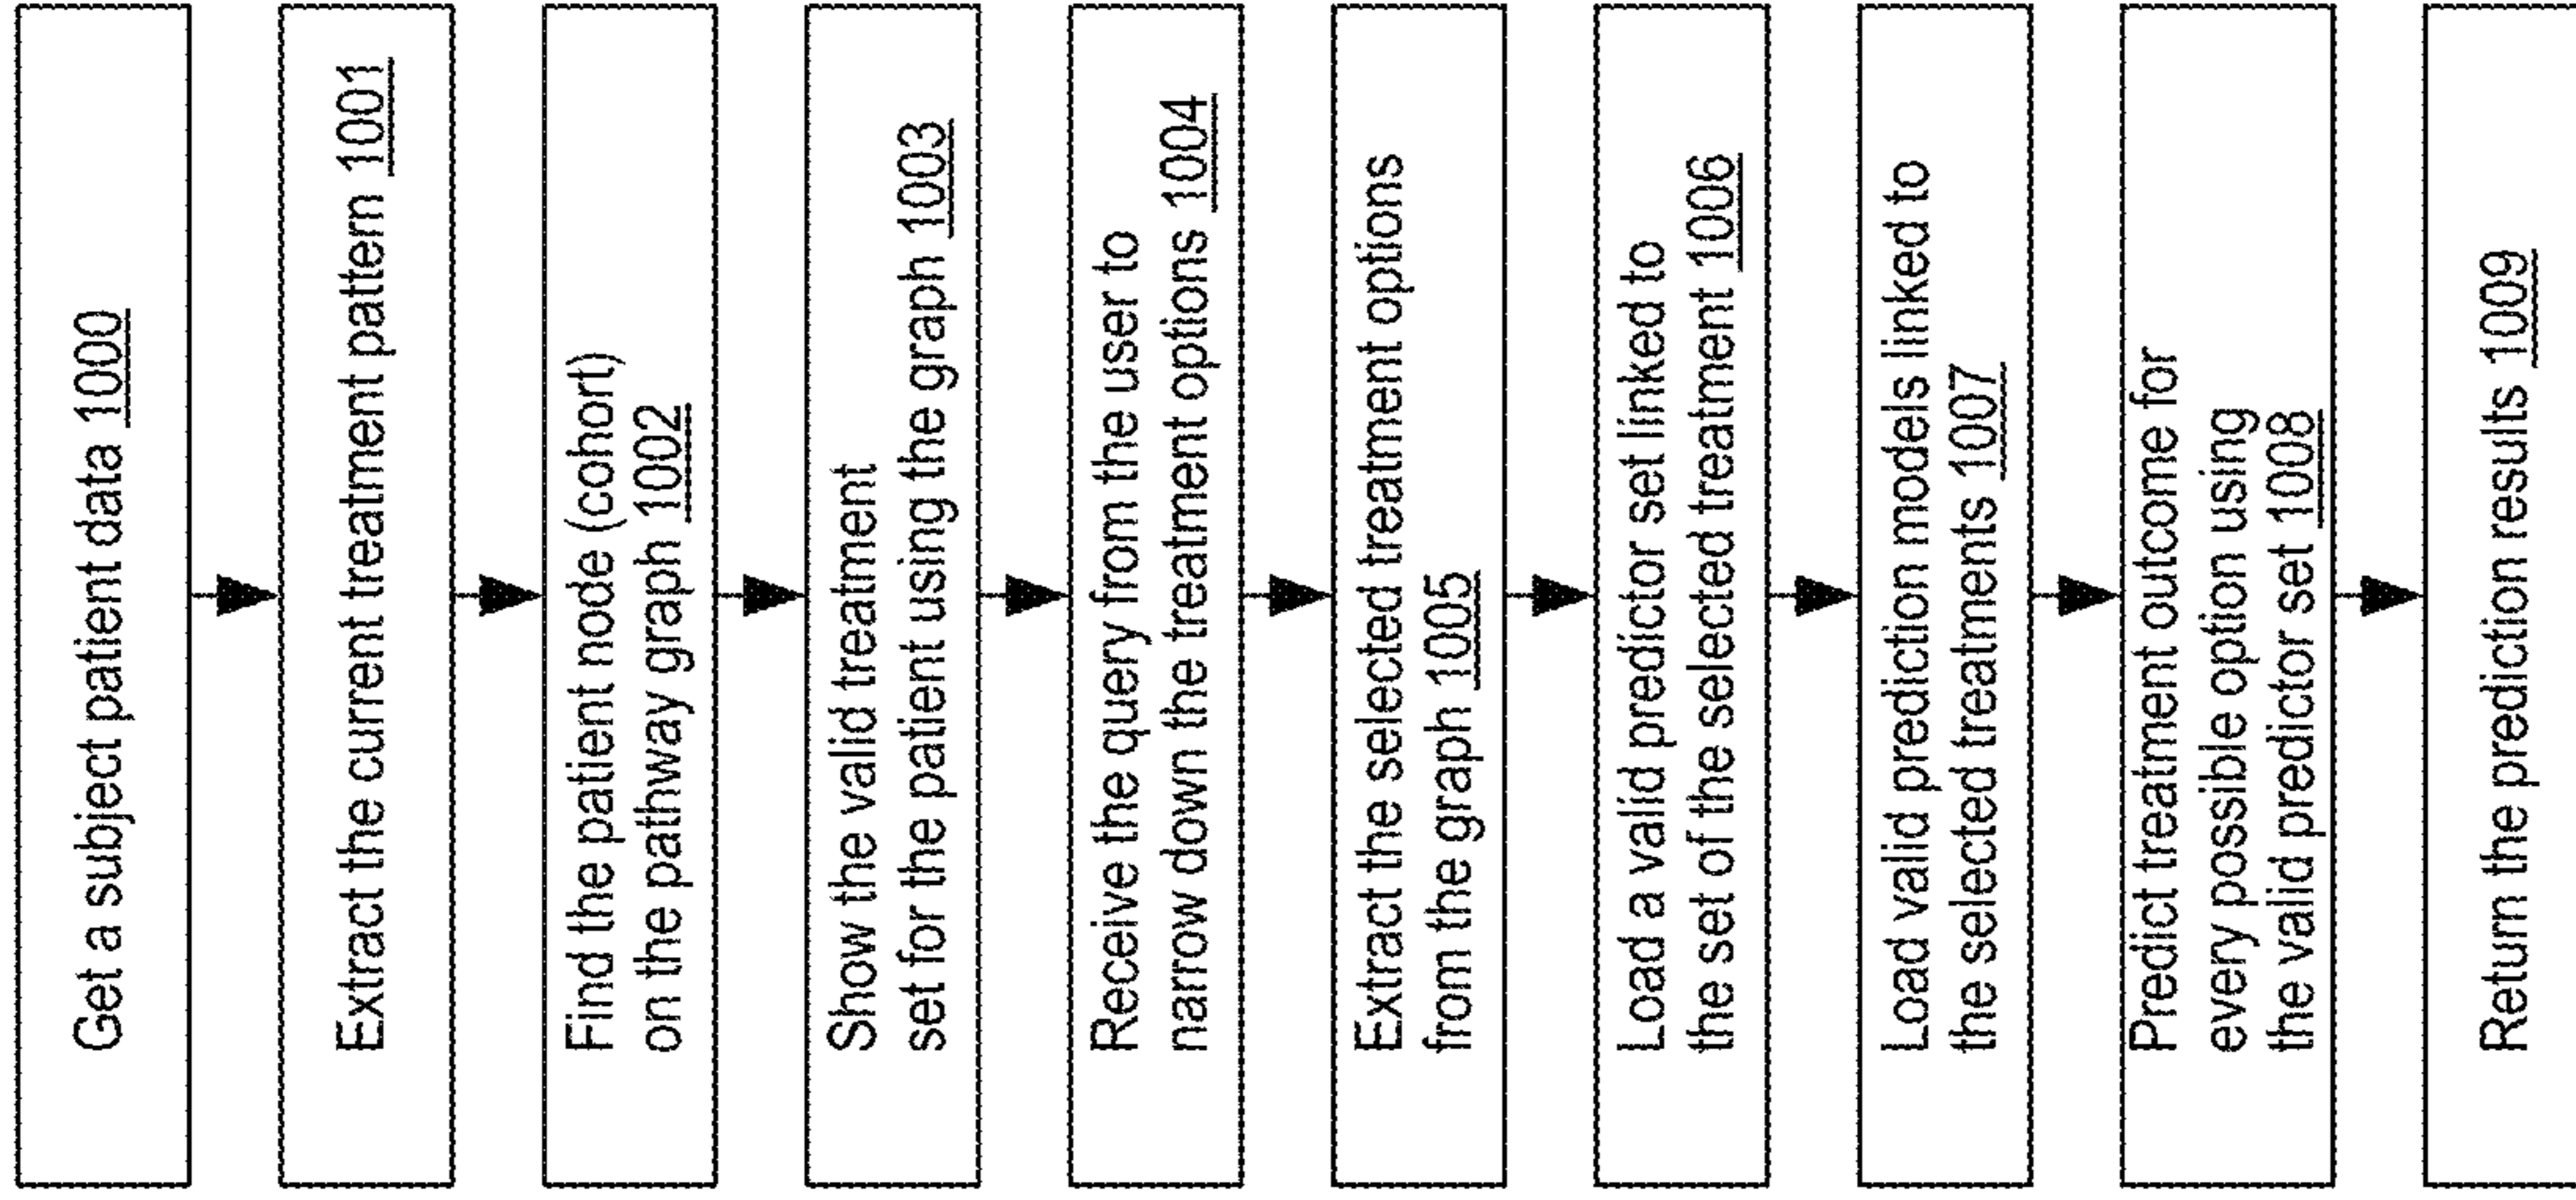 Get a subject patient data 1000
Extract the current treatment pattern 1001
Find the patient node (cohort)
on the pathway graph 1002
Show the valid treatment
set for the patient using the graph 1003
Receive the query from the user to
narrow down the treatment options 1004
Extract the selected treatment options
from the graph 1005
Load a valid predictor set linked to
the set of the selected treatment 1006
Load valid prediction models linked to
the selected treatments 1007
Predict treatment outcome for
every possible option using
the valid predictor set 1008
Return the prediction results 1009